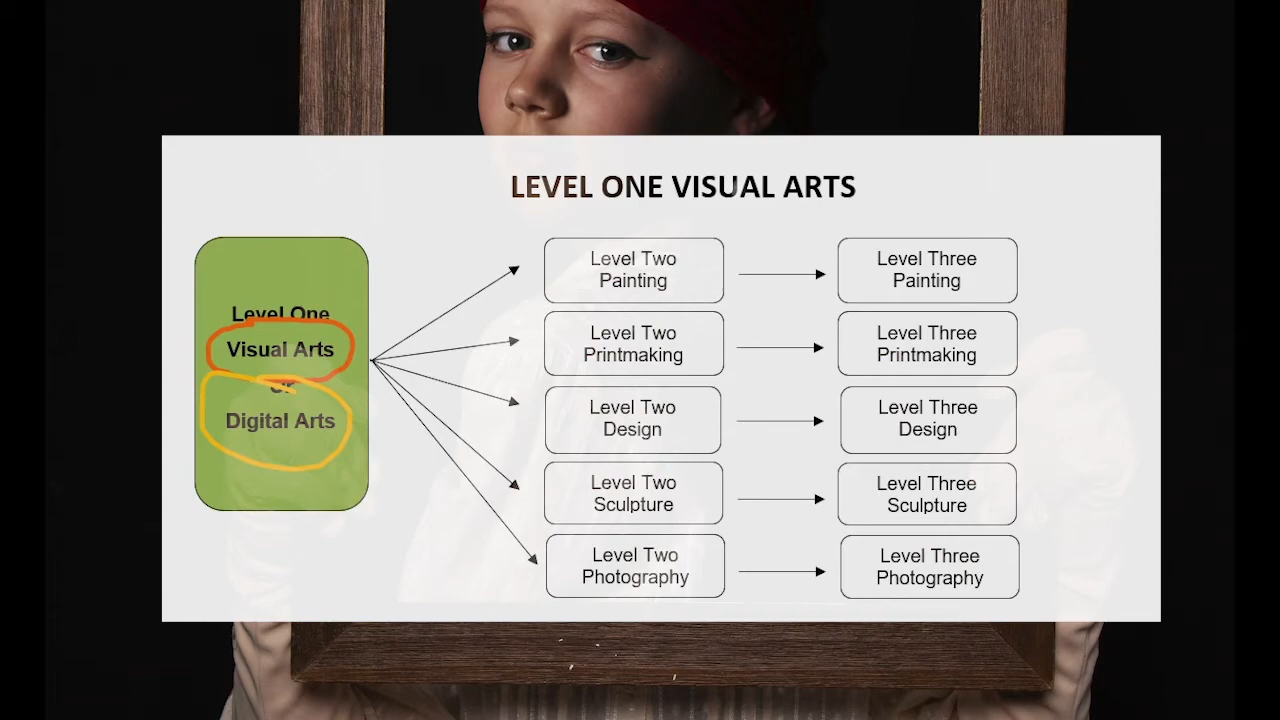 LEVEL ONE VISUAL ARTS
Level One
Visual Arts
or
Digital Arts
Level Two
Painting
Level Three
Painting
Level Two
Printmaking
Level Three
Printmaking
Level Two
Design
Level Three
Design
Level Two
Sculpture
Level Three
Sculpture
Level Two
Photography
Level Three
Photography